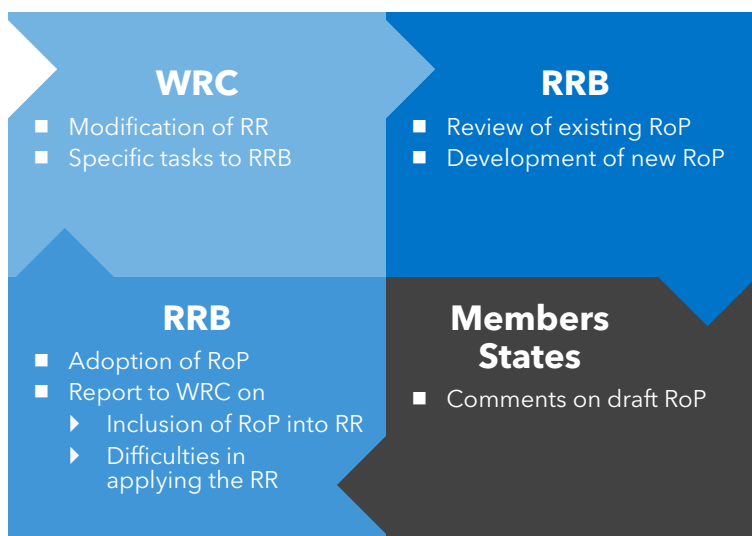 WRC
■ Modification of RR
■ Specific tasks to RRB
RRB
■ Review of existing RoP
■ Development of new RoP
RRB
■ Adoption of RoP
■ Report to WRC on
Inclusion of RoP into RR
Difficulties in
applying the RR
Members
States
■ Comments on draft RoP